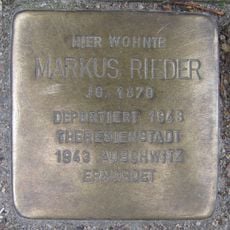 HIER WOHNTE
MARKUS RIEDER
JG. 1870
DEPORTIERT 1943
THERESIENSTADT
1943 AUSCHWITZ
ERMORDET